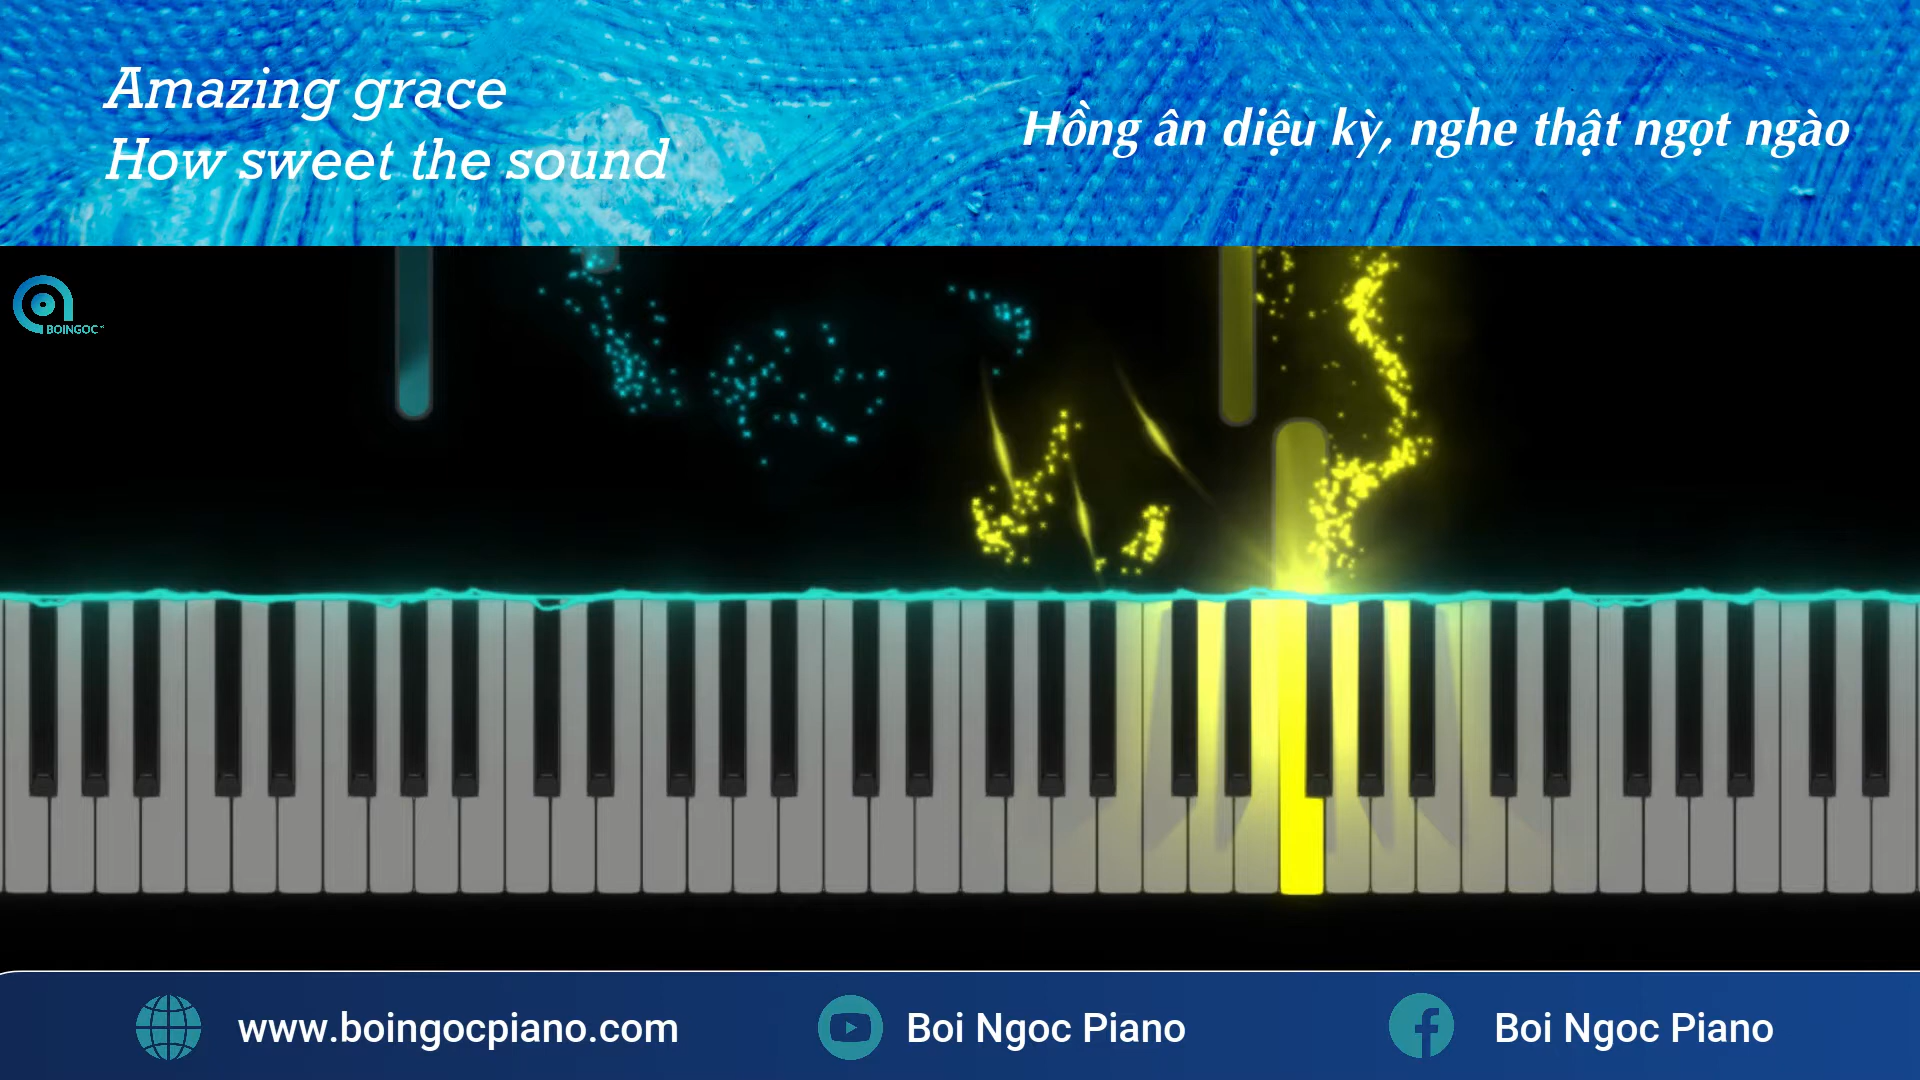 Amazing grace
How sweet the sound
Hồng ân diệu kỳ, nghe thật ngọt ngào
BOINGOC
www.boingocpiano.com
Boi Ngoc Piano
Boi Ngoc Piano